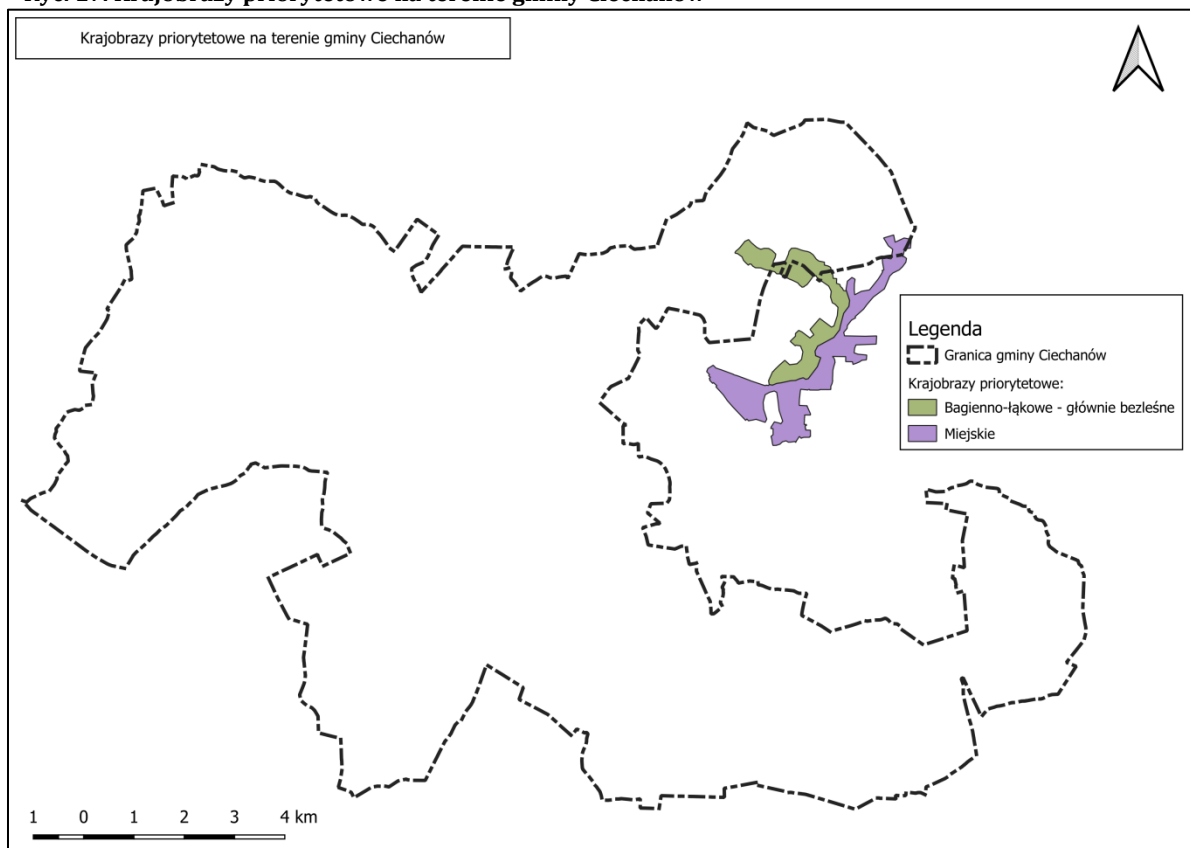 Krajobrazy priorytetowe na terenie gminy Ciechanów
Legenda
Granica gminy Ciechanów
Krajobrazy priorytetowe:
Bagienno-łąkowe - głównie bezleśne
Miejskie
1 0 1 2 3 4 km